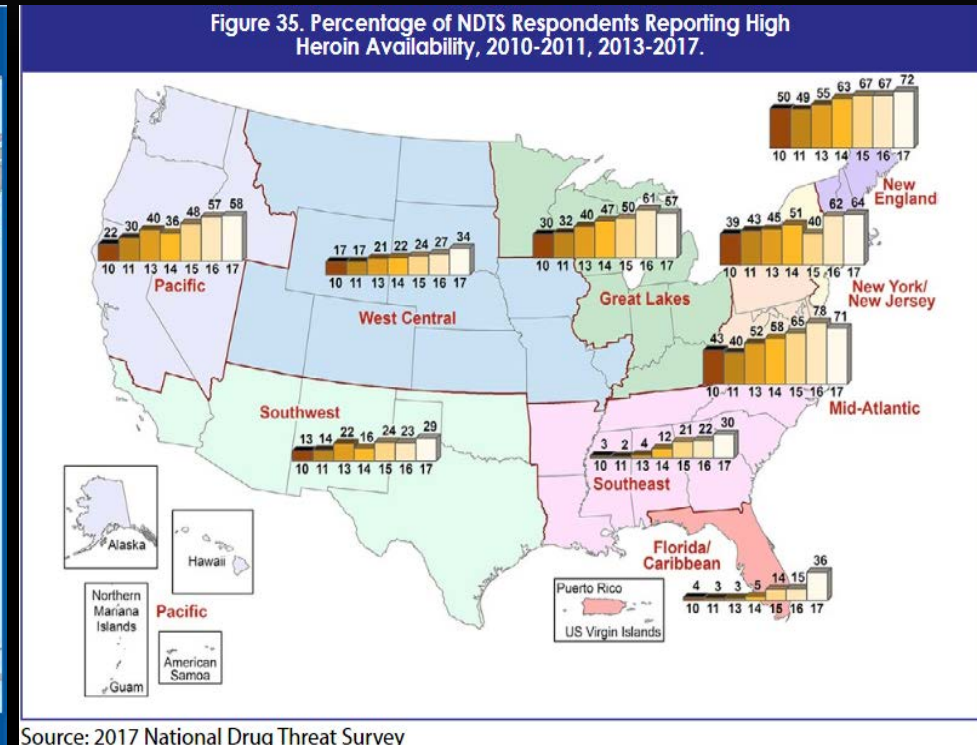 Figure 35. Percentage of NDTS Respondents Reporting High
Heroin Availability, 2010-2011, 2013-2017.
50 49 55 63 67 67 72
10 11 13 14 15 16 17
New
England
22 30 40 36 48 57 58
10 11 13 14 15 16 17
Pacific
17 17 21 22 24 27 34
10 11 13 14 15 16 17
West Central
30 32 40 47 50 61 57
10 11 13 14 15 16 17
Great Lakes
39 43 45 51 40 62 64
10 11 13 14 15 16 17
New York/
New Jersey
43 40 52 58 65 78 71
10 11 13 14 15 16 17
Mid-Atlantic
Southwest
13 14 22 16 24 23 29
10 11 13 14 15 16 17
3 2 4 12 21 22 30
10 11 13 14 15 16 17
Southeast
Florida/
Caribbean
4 3 3 5 14 15 36
10 11 13 14 15 16 17
Alaska
Hawaii
Northern
Mariana
Islands
Guam
Pacific
American
Samoa
Puerto Rico
US Virgin Islands
Source: 2017 National Drug Threat Survey